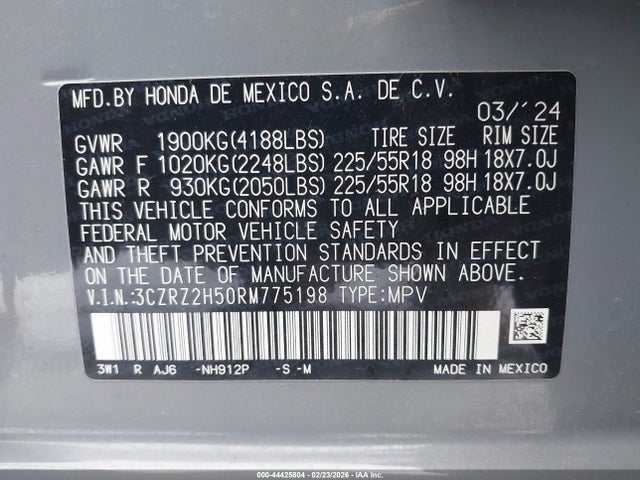 MFD.BY HONDA DE MEXICO S.A. DE C.V.
03/'24
GVWR 1900KG(4188LBS) TIRE SIZE RIM SIZE
GAWR F 1020KG(2248LBS) 225/55R18 98H 18X7.0J
GAWR R 930KG(2050LBS) 225/55R18 98H 18X7.0J
THIS VEHICLE CONFORMS TO ALL APPLICABLE
FEDERAL MOTOR VEHICLE SAFETY
AND THEFT PREVENTION STANDARDS IN EFFECT
ON THE DATE OF MANUFACTURE SHOWN ABOVE.
V.I.N.:3CZRZ2H50RM775198 TYPE:MPV
3W1 R AJ6 -NH912P -S -M
MADE IN MEXICO
000-44425804 - 02/23/2026 - IAA Inc.